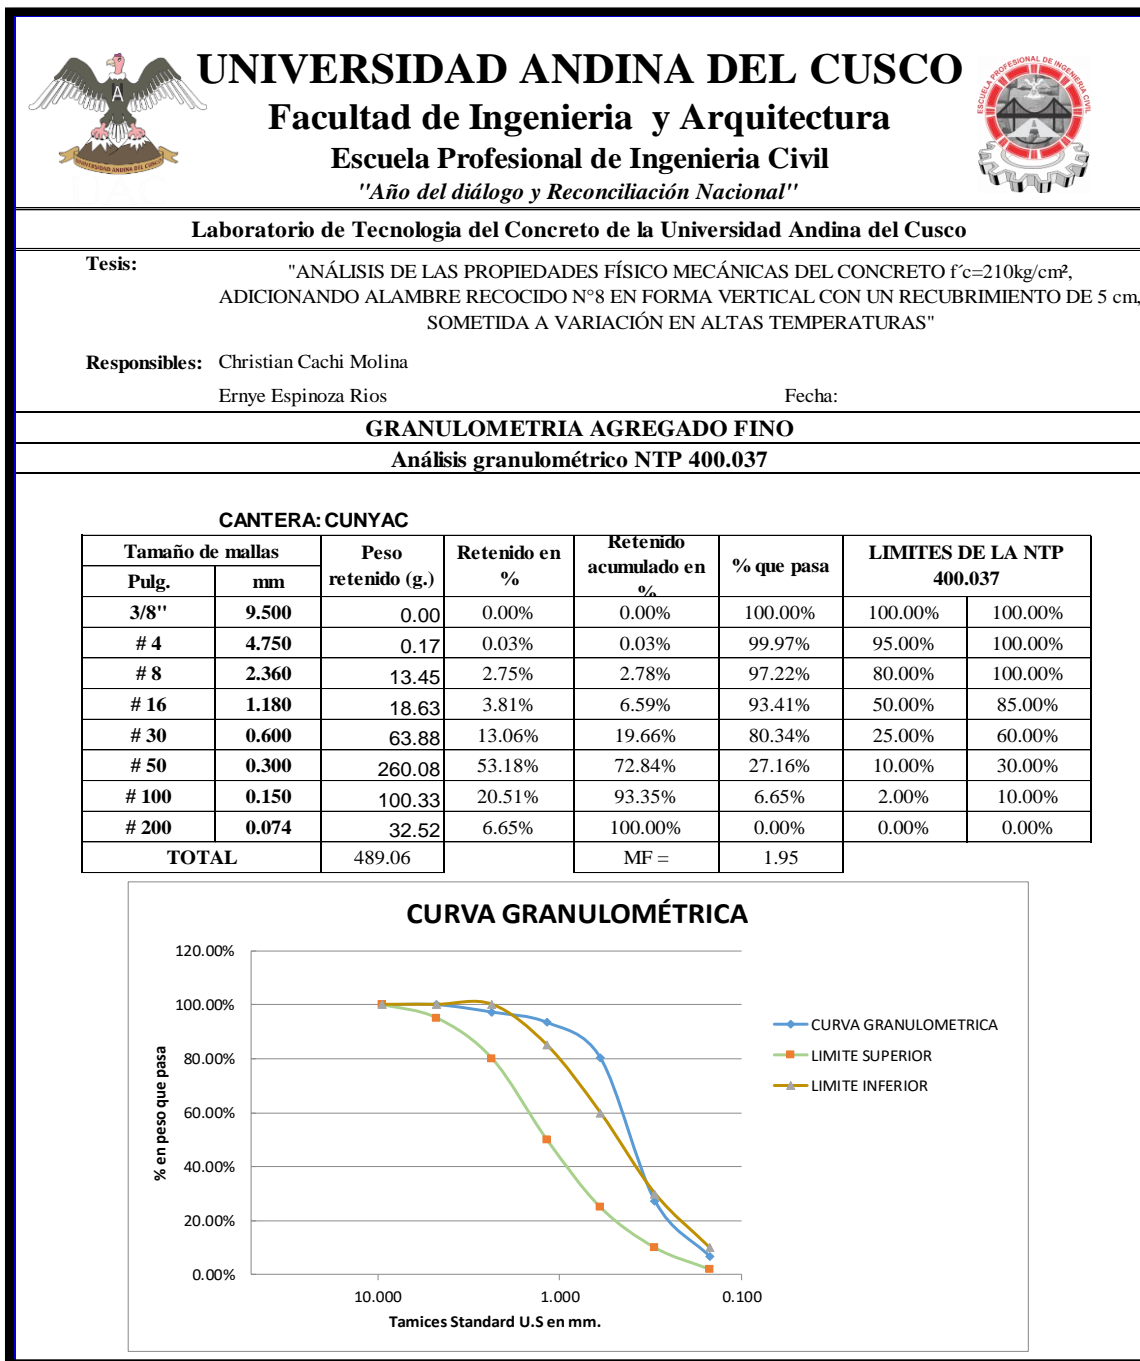 UNIVERSIDAD ANDINA DEL CUSCO
Facultad de Ingenieria y Arquitectura
Escuela Profesional de Ingenieria Civil
"Año del diálogo y Reconciliación Nacional"
A
UNIVERSIDAD ANDINA DEL CUSCO
ESCUELA PROFESIONAL DE INGENIERIA CIVIL
Laboratorio de Tecnologia del Concreto de la Universidad Andina del Cusco
Tesis:
"ANÁLISIS DE LAS PROPIEDADES FÍSICO MECÁNICAS DEL CONCRETO f´c=210kg/cm²,
ADICIONANDO ALAMBRE RECOCIDO N°8 EN FORMA VERTICAL CON UN RECUBRIMIENTO DE 5 cm,
SOMETIDA A VARIACIÓN EN ALTAS TEMPERATURAS"
Responsibles: Christian Cachi Molina
Ernye Espinoza Rios Fecha:
GRANULOMETRIA AGREGADO FINO
Análisis granulométrico NTP 400.037
CANTERA: CUNYAC
Tamaño de mallas Peso retenido (g.) Retenido en % Retenido acumulado en % % que pasa LIMITES DE LA NTP 400.037
Pulg. mm
3/8" 9.500 0.00 0.00% 0.00% 100.00% 100.00% 100.00%
# 4 4.750 0.17 0.03% 0.03% 99.97% 95.00% 100.00%
# 8 2.360 13.45 2.75% 2.78% 97.22% 80.00% 100.00%
# 16 1.180 18.63 3.81% 6.59% 93.41% 50.00% 85.00%
# 30 0.600 63.88 13.06% 19.66% 80.34% 25.00% 60.00%
# 50 0.300 260.08 53.18% 72.84% 27.16% 10.00% 30.00%
# 100 0.150 100.33 20.51% 93.35% 6.65% 2.00% 10.00%
# 200 0.074 32.52 6.65% 100.00% 0.00% 0.00% 0.00%
TOTAL 489.06 MF = 1.95
CURVA GRANULOMÉTRICA
% en peso que pasa
120.00%
100.00%
80.00%
60.00%
40.00%
20.00%
0.00%
10.000 1.000 0.100
Tamices Standard U.S en mm.
CURVA GRANULOMETRICA
LIMITE SUPERIOR
LIMITE INFERIOR